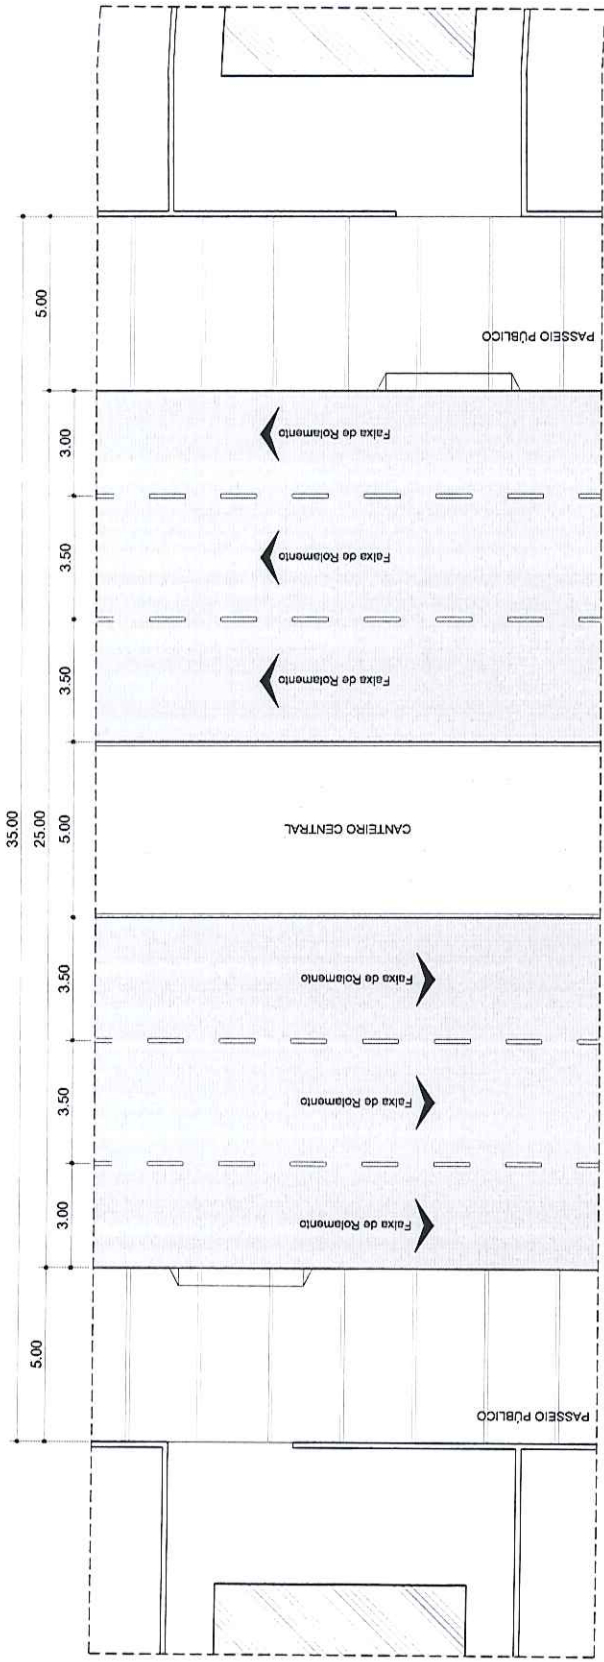 35.00
25.00
5.00
3.00
3.50
3.50
5.00
3.50
3.50
3.00
5.00
PASSEIO PÚBLICO
Faixa de Rolamento
Faixa de Rolamento
Faixa de Rolamento
CANTEIRO CENTRAL
Faixa de Rolamento
Faixa de Rolamento
Faixa de Rolamento
PASSEIO PÚBLICO